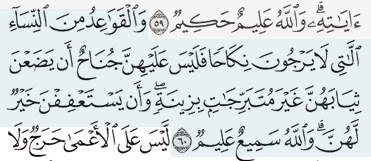 ءَايَٰتِهِۦۗ وَٱللَّهُ عَلِيمٌ حَكِيمٌ ۝٥٩ وَٱلْقَوَٰعِدُ مِنَ ٱلنِّسَآءِ
ٱلَّٰتِي لَا يَرْجُونَ نِكَاحًا فَلَيْسَ عَلَيْهِنَّ جُنَاحٌ أَن يَضَعْنَ
ثِيَابَهُنَّ غَيْرَ مُتَبَرِّجَٰتٍۭ بِزِينَةٍۖ وَأَن يَسْتَعْفِفْنَ خَيْرٌ
لَّهُنَّۗ وَٱللَّهُ سَمِيعٌ عَلِيمٌ ۝٦٠ لَّيْسَ عَلَى ٱلْأَعْمَىٰ حَرَجٌ وَلَا